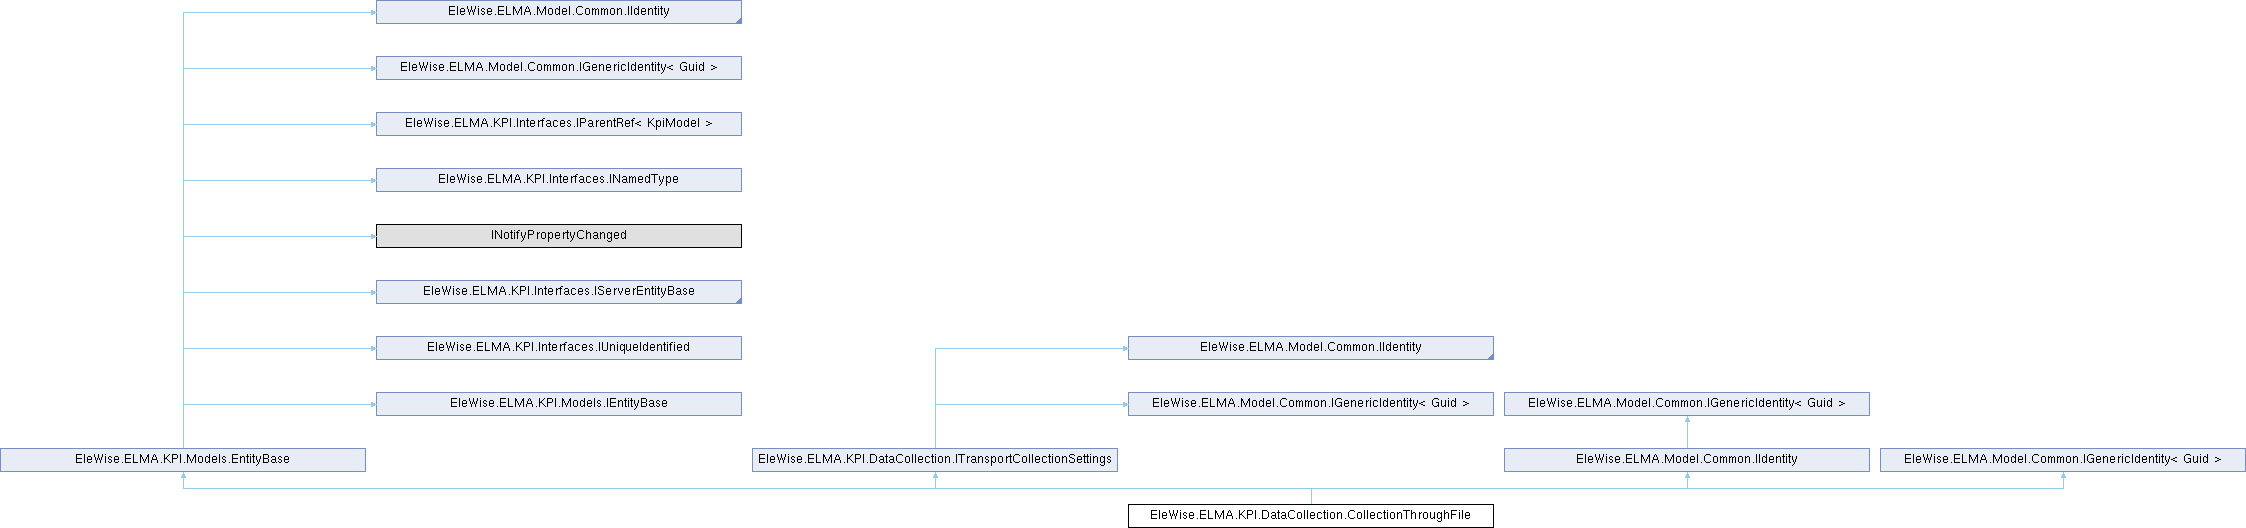 EleWise.ELMA.Model.Common.IIdentity
EleWise.ELMA.Model.Common.IGenericIdentity< Guid >
EleWise.ELMA.KPI.Interfaces.IParentRef< KpiModel >
EleWise.ELMA.KPI.Interfaces.INamedType
INotifyPropertyChanged
EleWise.ELMA.KPI.Interfaces.IServerEntityBase
EleWise.ELMA.KPI.Interfaces.IUniqueIdentified
EleWise.ELMA.Model.Common.IIdentity
EleWise.ELMA.KPI.Models.IEntityBase
EleWise.ELMA.Model.Common.IGenericIdentity< Guid >
EleWise.ELMA.Model.Common.IGenericIdentity< Guid >
EleWise.ELMA.KPI.Models.EntityBase
EleWise.ELMA.KPI.DataCollection.ITransportCollectionSettings
EleWise.ELMA.Model.Common.IIdentity
EleWise.ELMA.Model.Common.IGenericIdentity< Guid >
EleWise.ELMA.KPI.DataCollection.CollectionThroughFile